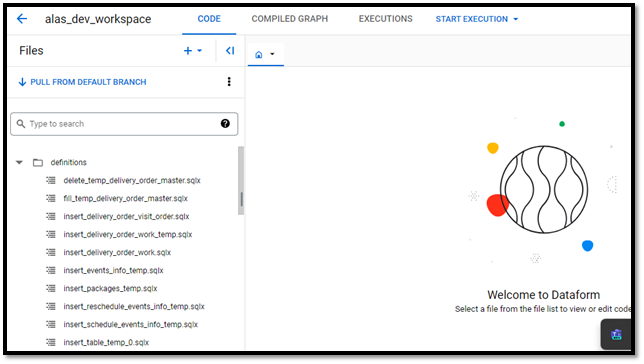 alas_dev_workspace CODE COMPILED GRAPH EXECUTIONS START EXECUTION
Files
PULL FROM DEFAULT BRANCH
Type to search
definitions
delete_temp_delivery_order_master.sqlx
fill_temp_delivery_order_master.sqlx
insert_delivery_order_visit_order.sqlx
insert_delivery_order_work_temp.sqlx
insert_delivery_order_work.sqlx
insert_events_info_temp.sqlx
insert_packages_temp.sqlx
insert_reschedule_events_info_temp.sqlx
insert_schedule_events_info_temp.sqlx
insert_table_temp_0.sqlx
Welcome to Dataform
Select a file from the file list to view or edit code